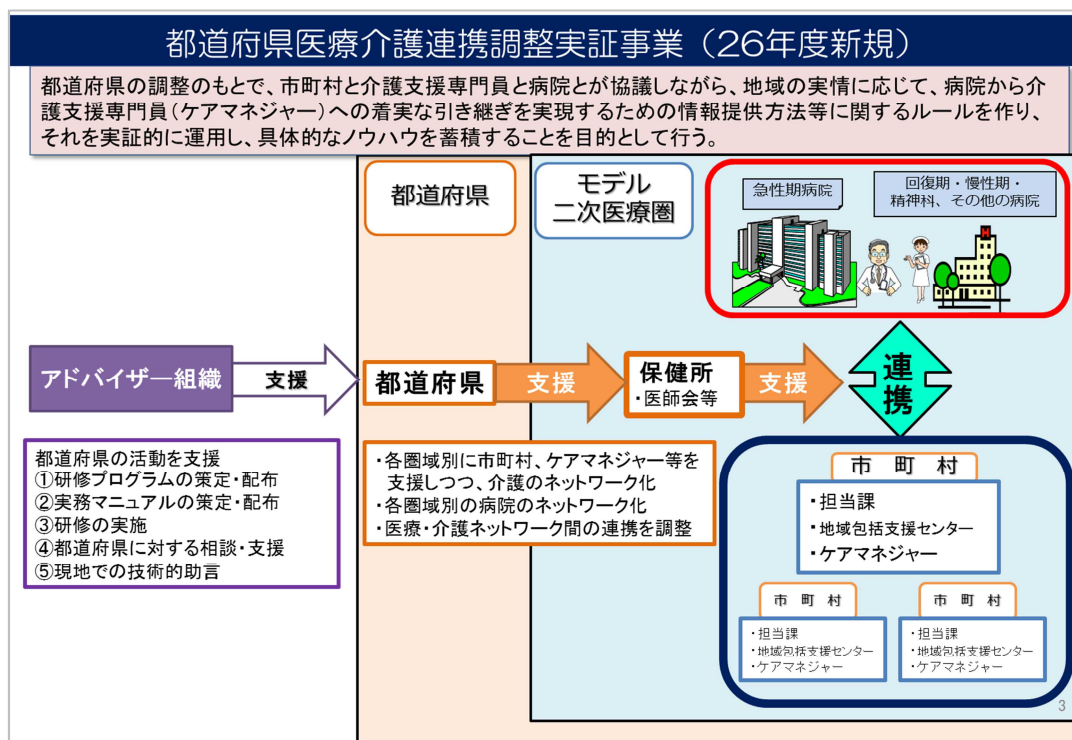 都道府県医療介護連携調整実証事業（26年度新規）
都道府県の調整のもとで、市町村と介護支援専門員と病院とが協議しながら、地域の実情に応じて、病院から介
護支援専門員（ケアマネジャー）への着実な引き継ぎを実現するための情報提供方法等に関するルールを作り、
それを実証的に運用し、具体的なノウハウを蓄積することを目的として行う。
都道府県
モデル
二次医療圏
急性期病院
回復期・慢性期・
精神科、その他の病院
H
アドバイザー組織
支援
都道府県
支援
保健所
・医師会等
支援
連携
都道府県の活動を支援
①研修プログラムの策定・配布
②実務マニュアルの策定・配布
③研修の実施
④都道府県に対する相談・支援
⑤現地での技術的助言
・各圏域別に市町村、ケアマネジャー等を
支援しつつ、介護のネットワーク化
・各圏域別の病院のネットワーク化
・医療・介護ネットワーク間の連携を調整
市　町　村
・担当課
・地域包括支援センター
・ケアマネジャー
市　町　村
・担当課
・地域包括支援センター
・ケアマネジャー
市　町　村
・担当課
・地域包括支援センター
・ケアマネジャー
3